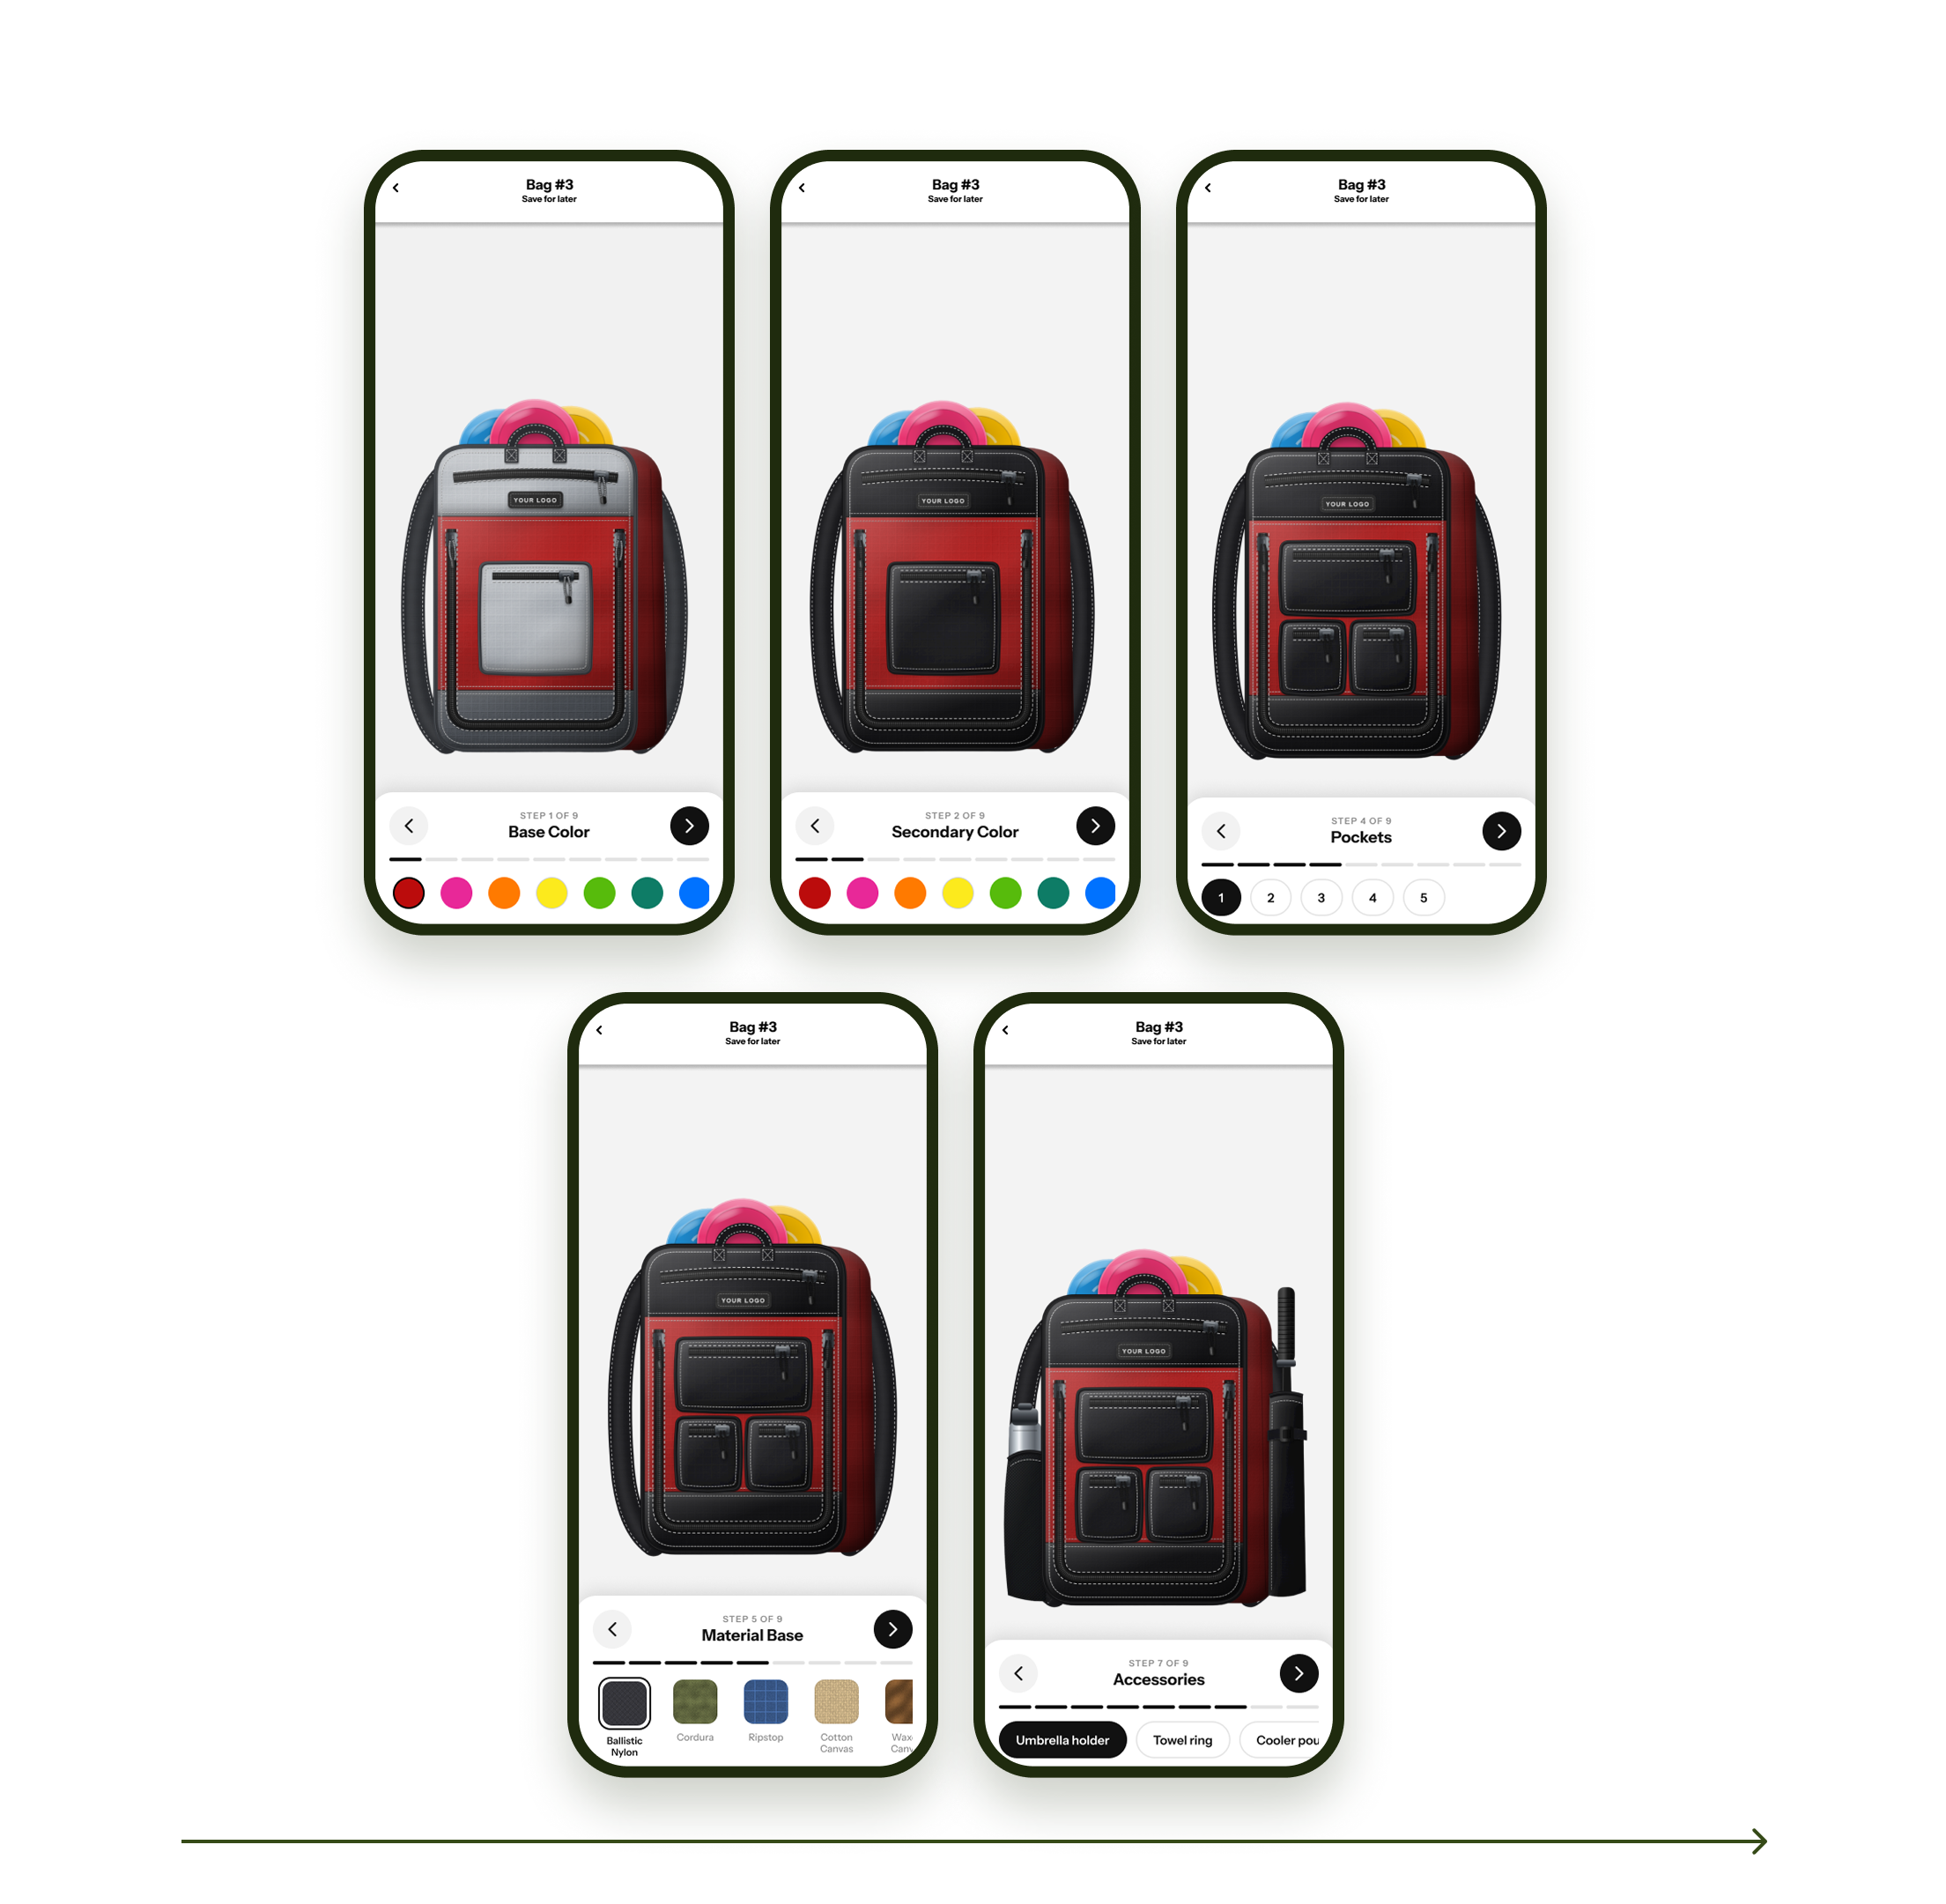 Bag #3
Save for later
YOUR LOGO
STEP 1 OF 9
Base Color
Bag #3
Save for later
YOUR LOGO
STEP 2 OF 9
Secondary Color
Bag #3
Save for later
YOUR LOGO
STEP 4 OF 9
Pockets
1 2 3 4 5
Bag #3
Save for later
YOUR LOGO
STEP 5 OF 9
Material Base
Ballistic
Nylon
Cordura
Ripstop
Cotton
Canvas
Bag #3
Save for later
YOUR LOGO
STEP 7 OF 9
Accessories
Umbrella holder
Towel ring
Cooler